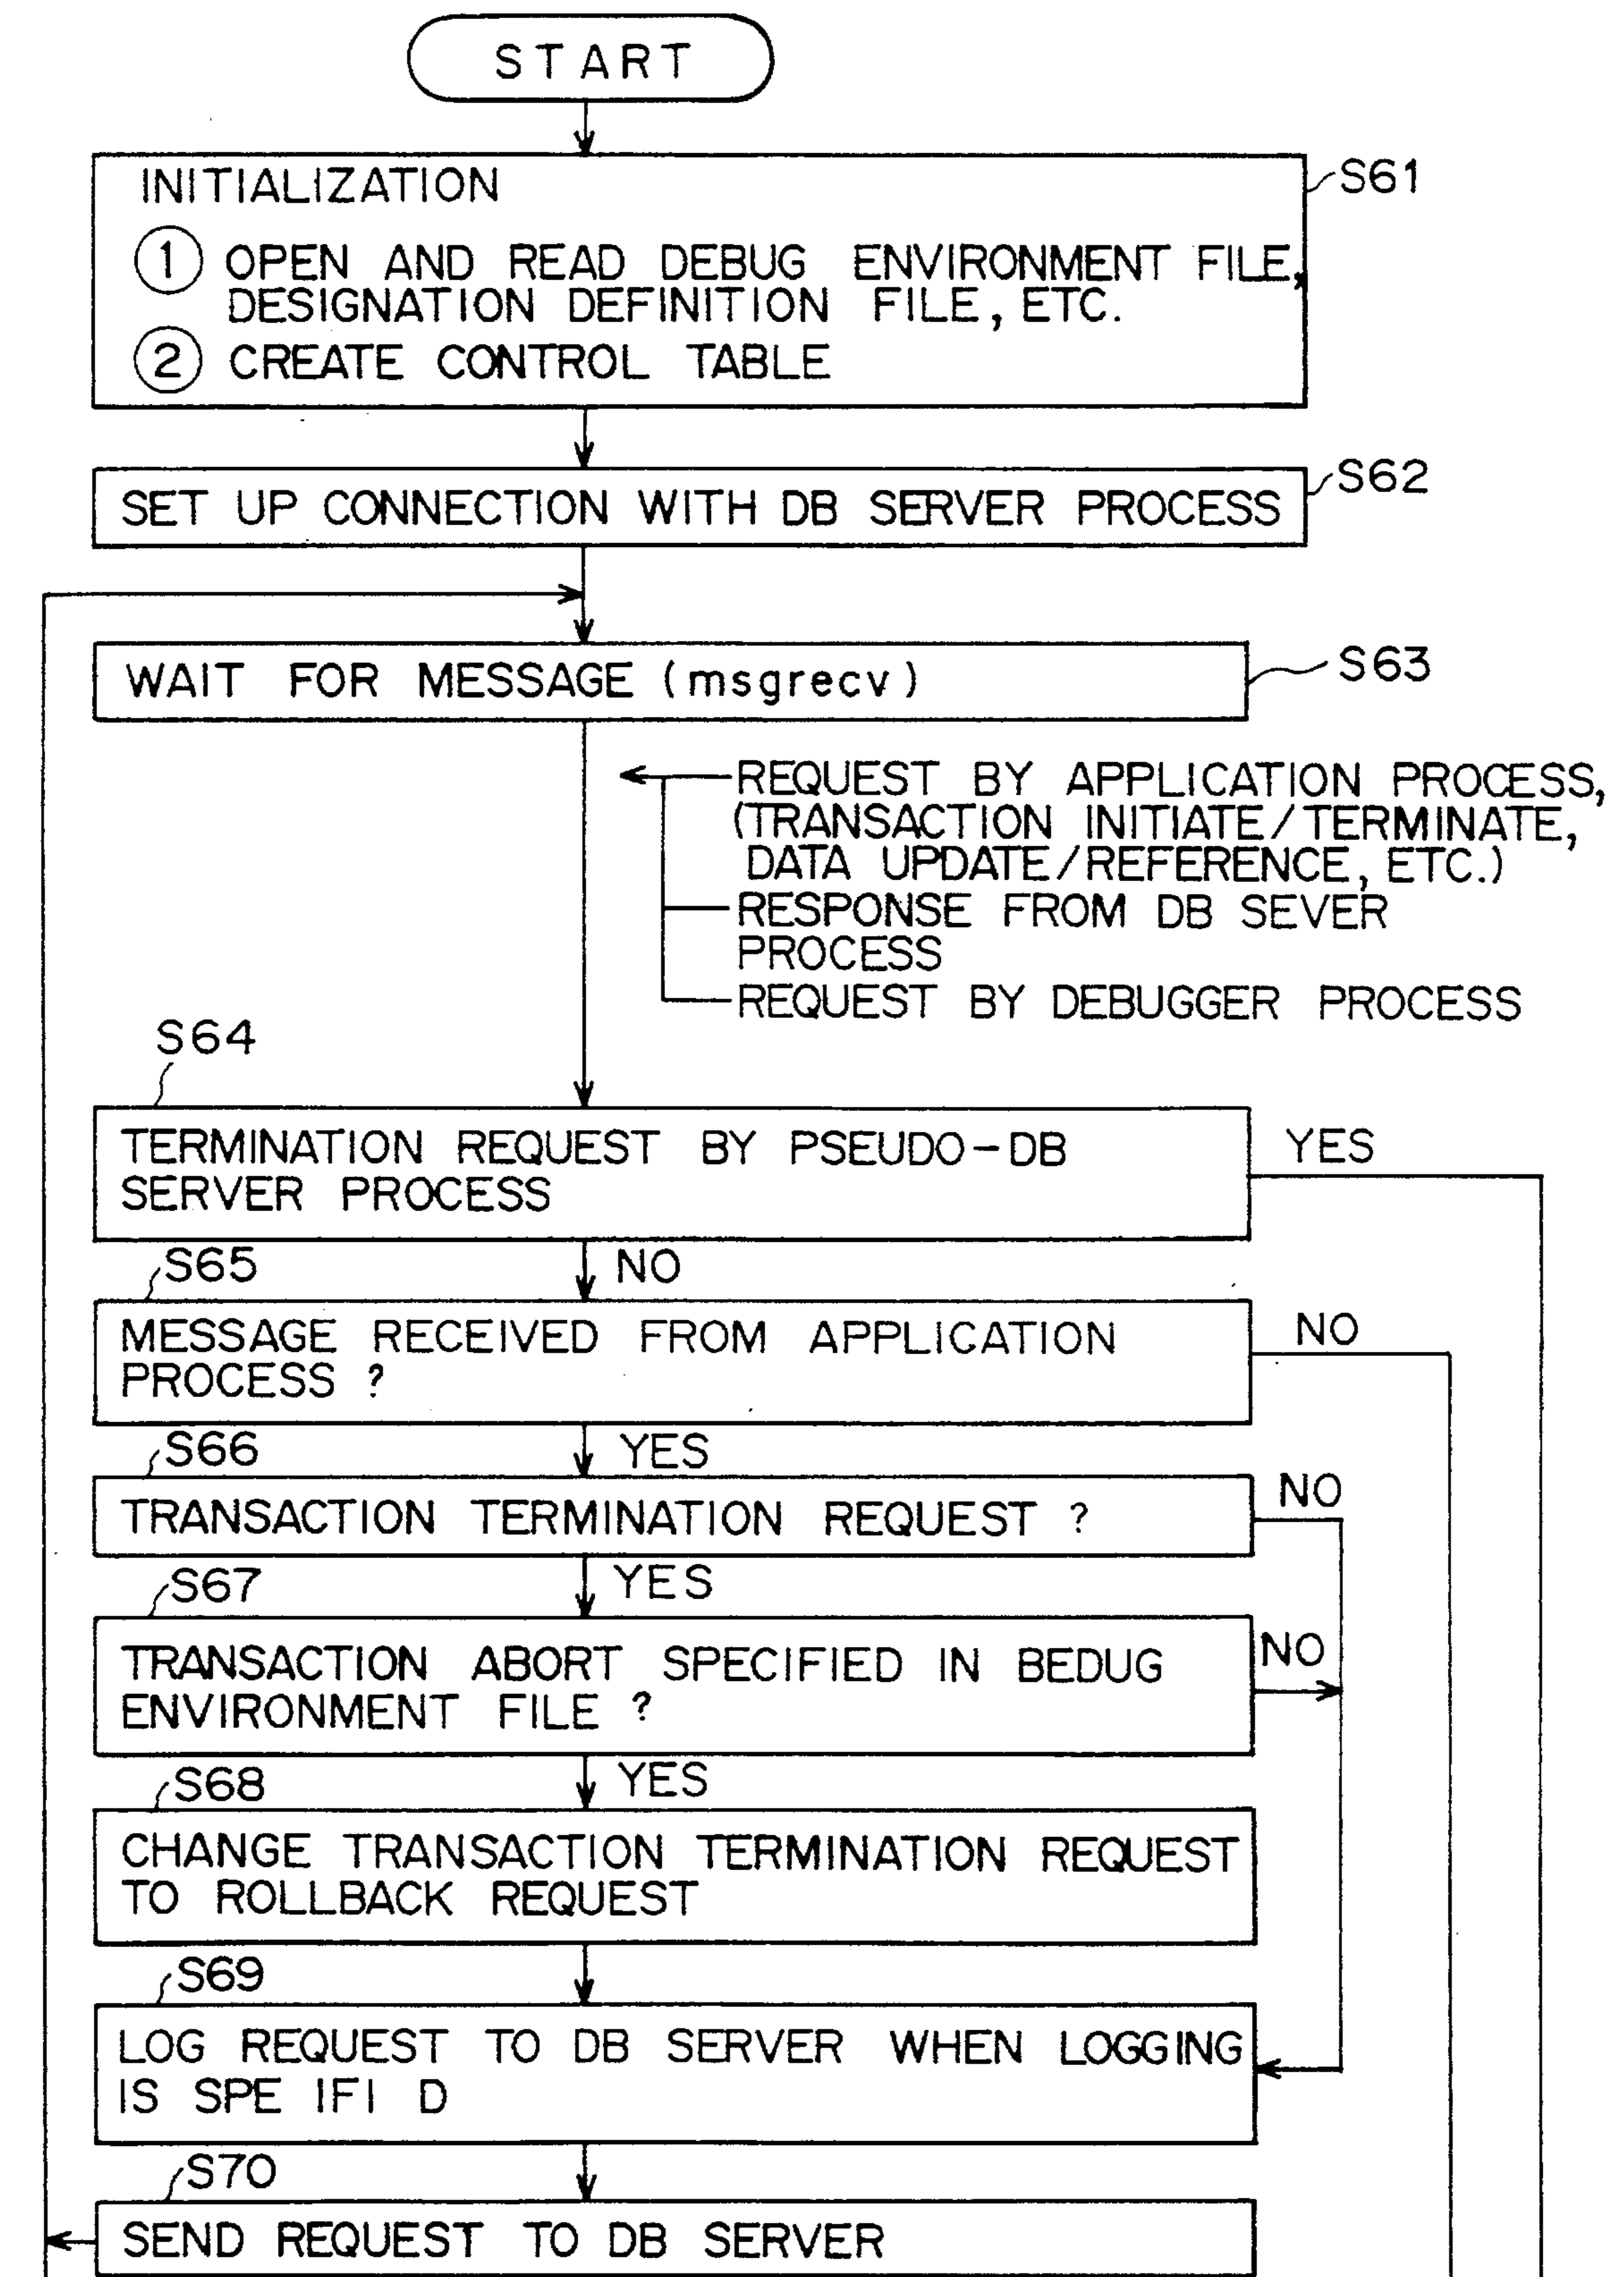 START
S61
INITIALIZATION
1 OPEN AND READ DEBUG ENVIRONMENT FILE,
DESIGNATION DEFINITION FILE, ETC.
2 CREATE CONTROL TABLE
S62
SET UP CONNECTION WITH DB SERVER PROCESS
S63
WAIT FOR MESSAGE (msgrecv)
REQUEST BY APPLICATION PROCESS,
(TRANSACTION INITIATE/TERMINATE,
DATA UPDATE/REFERENCE, ETC.)
RESPONSE FROM DB SEVER
PROCESS
REQUEST BY DEBUGGER PROCESS
S64
TERMINATION REQUEST BY PSEUDO-DB
SERVER PROCESS
YES
NO
S65
MESSAGE RECEIVED FROM APPLICATION
PROCESS ?
NO
YES
S66
TRANSACTION TERMINATION REQUEST ?
NO
YES
S67
TRANSACTION ABORT SPECIFIED IN BEDUG
ENVIRONMENT FILE ?
NO
YES
S68
CHANGE TRANSACTION TERMINATION REQUEST
TO ROLLBACK REQUEST
S69
LOG REQUEST TO DB SERVER WHEN LOGGING
IS SPE IFI D
S70
SEND REQUEST TO DB SERVER